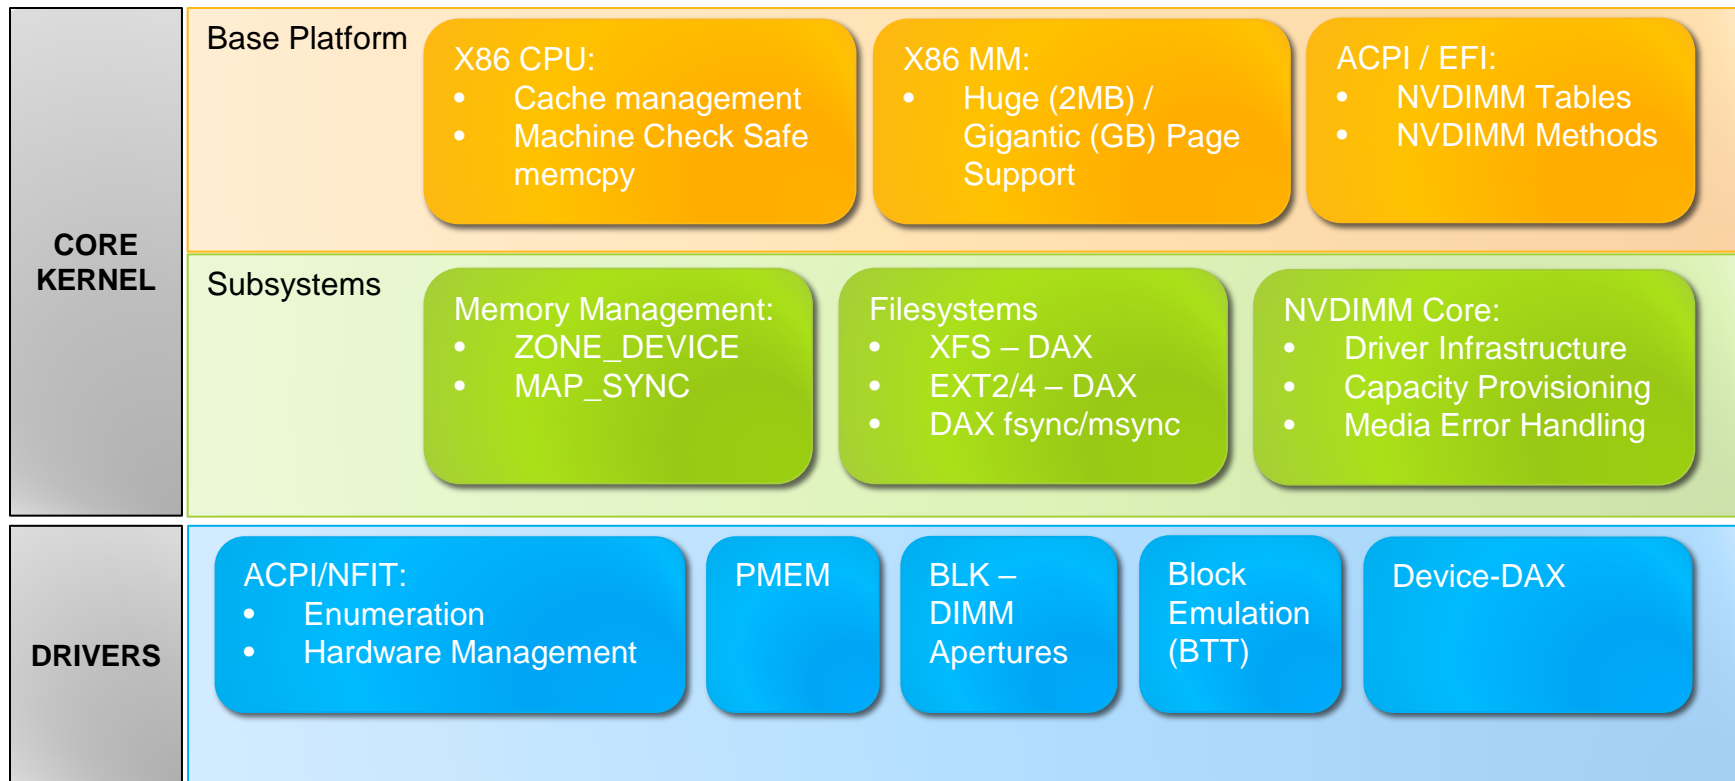 CORE
KERNEL
Base Platform
X86 CPU:
• Cache management
• Machine Check Safe
memcpy
X86 MM:
• Huge (2MB) /
Gigantic (GB) Page
Support
ACPI / EFI:
• NVDIMM Tables
• NVDIMM Methods
Subsystems
Memory Management:
• ZONE_DEVICE
• MAP_SYNC
Filesystems
• XFS – DAX
• EXT2/4 – DAX
• DAX fsync/msync
NVDIMM Core:
• Driver Infrastructure
• Capacity Provisioning
• Media Error Handling
DRIVERS
ACPI/NFIT:
• Enumeration
• Hardware Management
PMEM
BLK –
DIMM
Apertures
Block
Emulation
(BTT)
Device-DAX